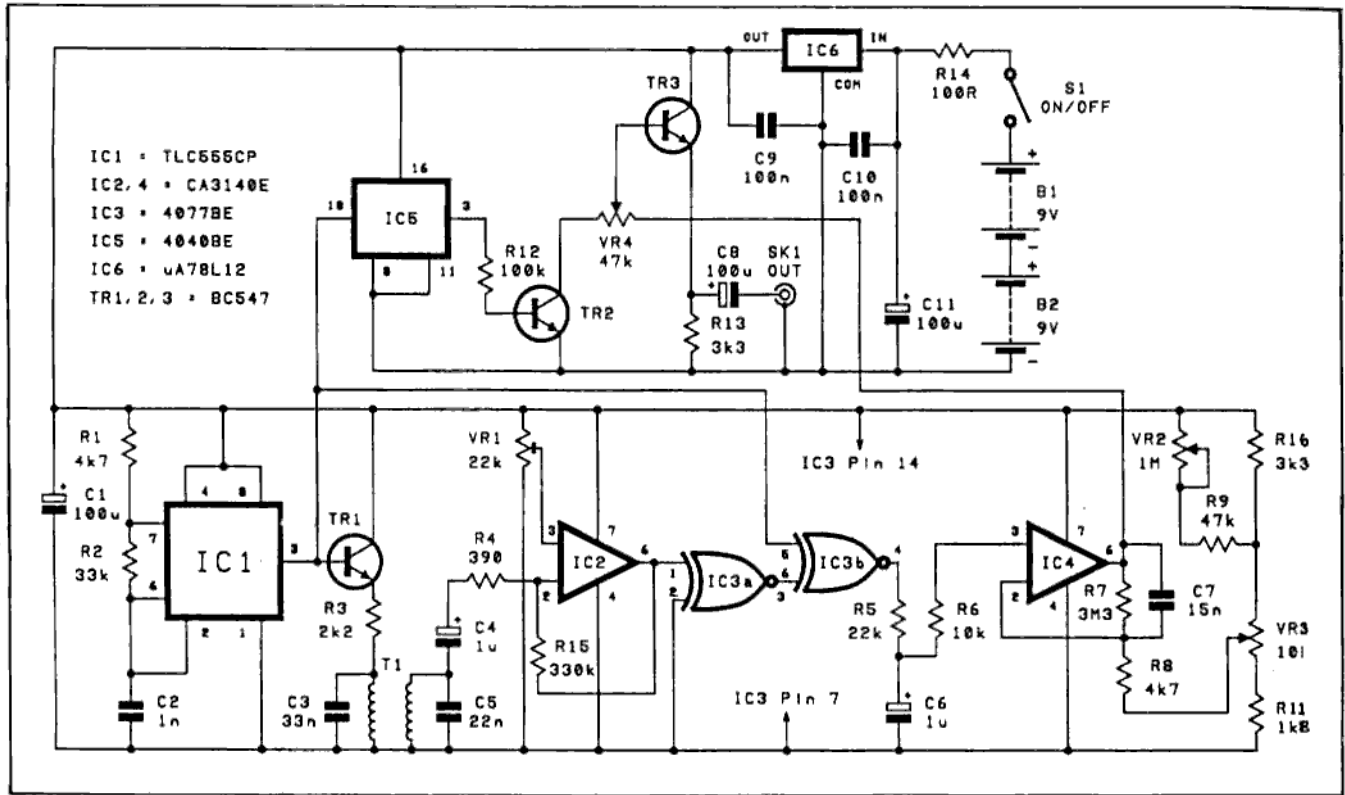 IC1 = TLC555CP
IC2,4 = CA3140E
IC3 = 4077BE
IC5 = 4040BE
IC6 = uA78L12
TR1,2,3 = BC547
OUT
IC6
IN
COM
R14
100R
S1
ON/OFF
TR3
C9
100n
C10
100n
+
B1
9V
-
+
B2
9V
-
16
10
IC5
3
8
11
R12
100k
TR2
VR4
47k
C8
100u
+
SK1
OUT
R13
3k3
+
C11
100u
R1
4k7
+
C1
100u
R2
33k
4
8
7
6
IC1
3
2
1
C2
1n
TR1
R3
2k2
C3
33n
T1
R4
390
+
C4
1u
C5
22n
VR1
22k
3
7
IC2
6
2
4
R15
330k
1
2
IC3a
3
5
6
IC3b
4
IC3 Pin 14
IC3 Pin 7
R5
22k
R6
10k
+
C6
1u
3
7
IC4
6
2
4
R7
3M3
C7
15n
R8
4k7
VR2
1M
R9
47k
R16
3k3
VR3
R11
1k8